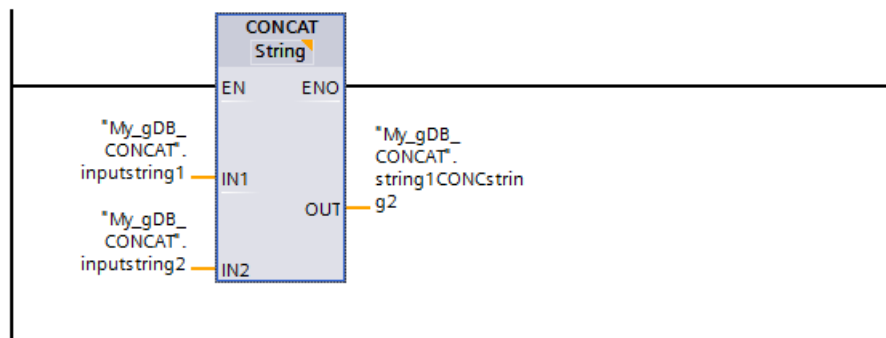 CONCAT
String
EN ENO
"My_gDB_
CONCAT".
inputstring1
IN1
"My_gDB_
CONCAT".
string1CONCstrin
g2
OUT
"My_gDB_
CONCAT".
inputstring2
IN2